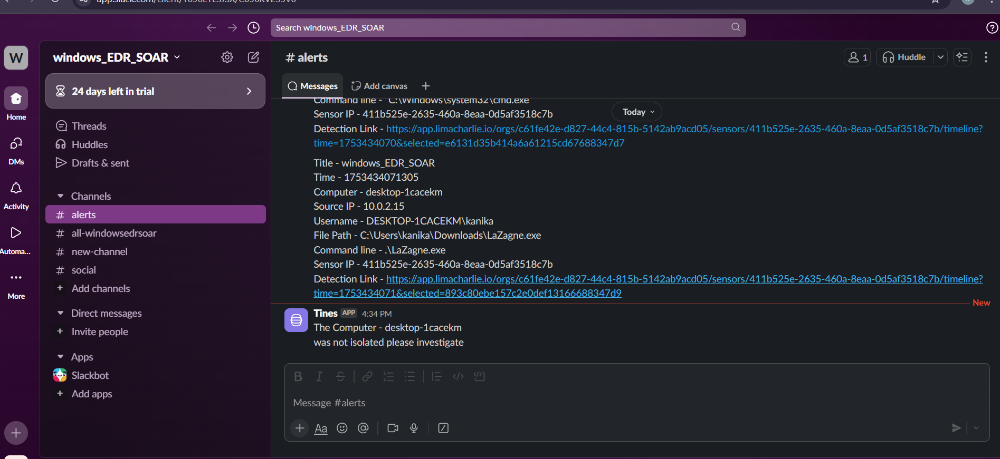 Search windows_EDR_SOAR
W
windows_EDR_SOAR
24 days left in trial
Home
DMs
Activity
Automa...
More
Threads
Huddles
Drafts & sent
Channels
# alerts
# all-windowsedrsoar
# new-channel
# social
+ Add channels
Direct messages
+ Invite people
Apps
Slackbot
+ Add apps
# alerts
1
Huddle
Messages
Add canvas
+
Today
Command line - "C:\Windows\system32\cmd.exe
Sensor IP - 411b525e-2635-460a-8eaa-0d5af3518c7b
Detection Link - https://app.limacharlie.io/orgs/c61fe42e-d827-44c4-815b-5142ab9acd05/sensors/411b525e-2635-460a-8eaa-0d5af3518c7b/timeline?
time=1753434070&selected=e6131d35b414a6a61215cd67688347d7
Title - windows_EDR_SOAR
Time - 1753434071305
Computer - desktop-1cacekm
Source IP - 10.0.2.15
Username - DESKTOP-1CACEKM\kanika
File Path - C:\Users\kanika\Downloads\LaZagne.exe
Command line - .\LaZagne.exe
Sensor IP - 411b525e-2635-460a-8eaa-0d5af3518c7b
Detection Link - https://app.limacharlie.io/orgs/c61fe42e-d827-44c4-815b-5142ab9acd05/sensors/411b525e-2635-460a-8eaa-0d5af3518c7b/timeline?
time=1753434071&selected=893c80ebe157c2e0def13166688347d9
New
Tines APP 4:34 PM
The Computer - desktop-1cacekm
was not isolated please investigate
B I S
Message #alerts
+ Aa